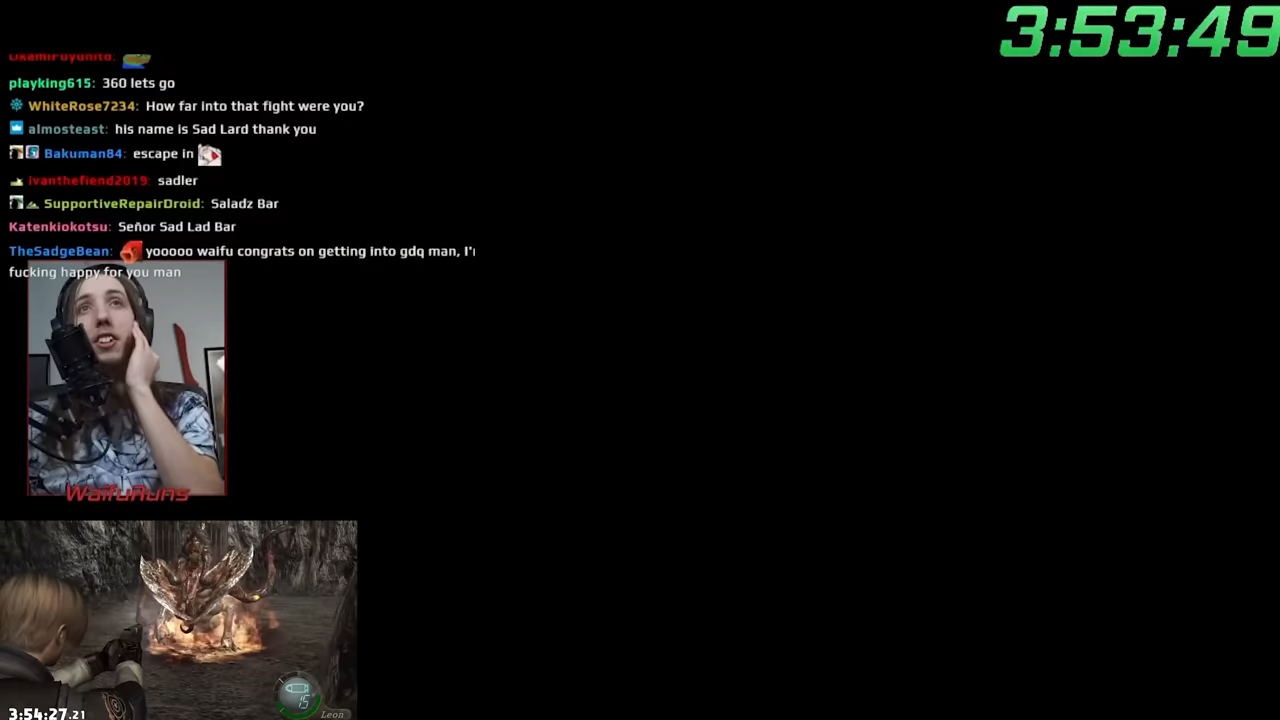 3:53:49
OkamiPuyonito:
playking615: 360 lets go
WhiteRose7234: How far into that fight were you?
almosteast: his name is Sad Lard thank you
Bakuman84: escape in
ivanthefiend2019: sadler
SupportiveRepairDroid: Saladz Bar
Katenkiokotsu: Señor Sad Lad Bar
TheSadgeBean: yooooo waifu congrats on getting into gdq man, I'
fucking happy for you man
WaifuRuns
15
Leon
3:54:27.21